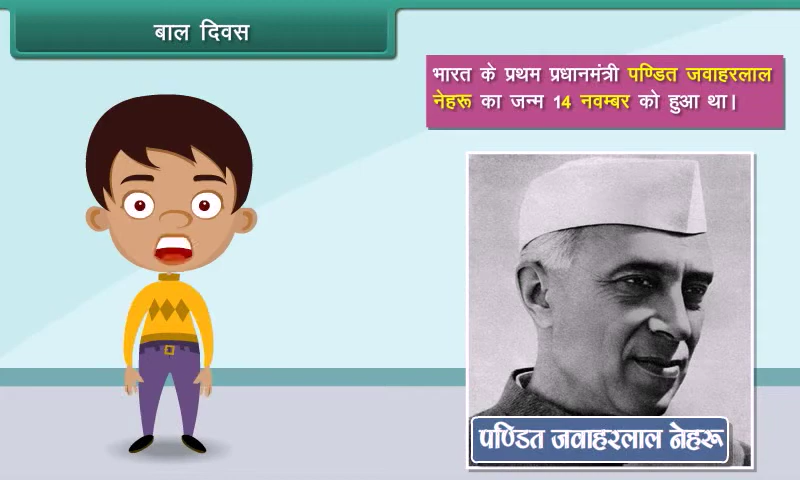 बाल दिवस
भारत के प्रथम प्रधानमंत्री पण्डित जवाहरलाल
नेहरू का जन्म 14 नवम्बर को हुआ था।
पण्डित जवाहरलाल नेहरू